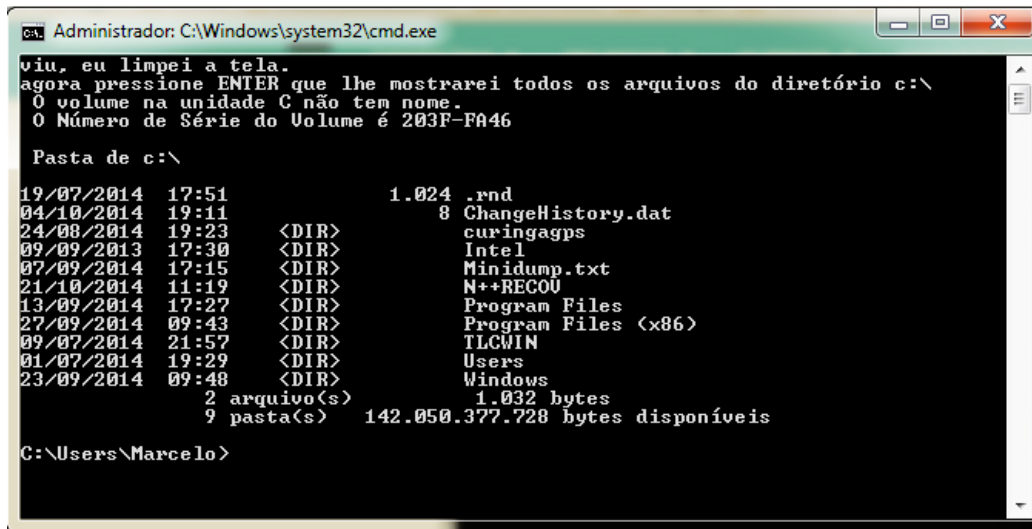 Administrador: C:\Windows\system32\cmd.exe
viu, eu limpei a tela.
agora pressione ENTER que lhe mostrarei todos os arquivos do diretório c:\
O volume na unidade C não tem nome.
O Número de Série do Volume é 203F-FA46
Pasta de c:\
19/07/2014  17:51             1.024 .rnd
04/10/2014  19:11                 8 ChangeHistory.dat
24/08/2014  19:23    <DIR>          curingagps
09/09/2013  17:30    <DIR>          Intel
07/09/2014  17:15    <DIR>          Minidump.txt
21/10/2014  11:19    <DIR>          N++RECOV
13/09/2014  17:27    <DIR>          Program Files
27/09/2014  09:43    <DIR>          Program Files (x86)
09/07/2014  21:57    <DIR>          TLCWIN
01/07/2014  19:29    <DIR>          Users
23/09/2014  09:48    <DIR>          Windows
2 arquivo(s)          1.032 bytes
9 pasta(s)   142.050.377.728 bytes disponíveis
C:\Users\Marcelo>